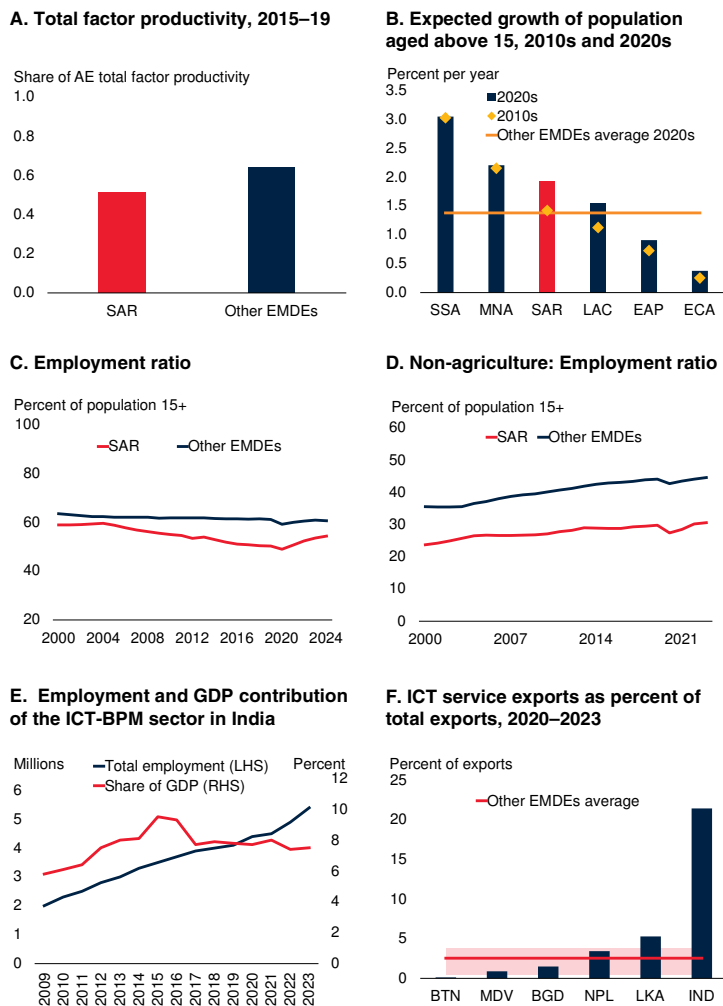 A. Total factor productivity, 2015–19
Share of AE total factor productivity
1.0
0.8
0.6
0.4
0.2
0.0
SAR
Other EMDEs
B. Expected growth of population
aged above 15, 2010s and 2020s
Percent per year
3.5
3.0
2.5
2.0
1.5
1.0
0.5
0.0
2020s
2010s
Other EMDEs average 2020s
SSA
MNA
SAR
LAC
EAP
ECA
C. Employment ratio
Percent of population 15+
100
80
60
40
20
SAR
Other EMDEs
2000
2004
2008
2012
2016
2020
2024
D. Non-agriculture: Employment ratio
Percent of population 15+
60
50
40
30
20
10
0
SAR
Other EMDEs
2000
2007
2014
2021
E. Employment and GDP contribution
of the ICT-BPM sector in India
Millions
Total employment (LHS)
Share of GDP (RHS)
Percent
6
5
4
3
2
1
0
12
10
8
6
4
2
0
2009
2010
2011
2012
2013
2014
2015
2016
2017
2018
2019
2020
2021
2022
2023
F. ICT service exports as percent of
total exports, 2020–2023
Percent of exports
25
20
15
10
5
0
Other EMDEs average
BTN
MDV
BGD
NPL
LKA
IND